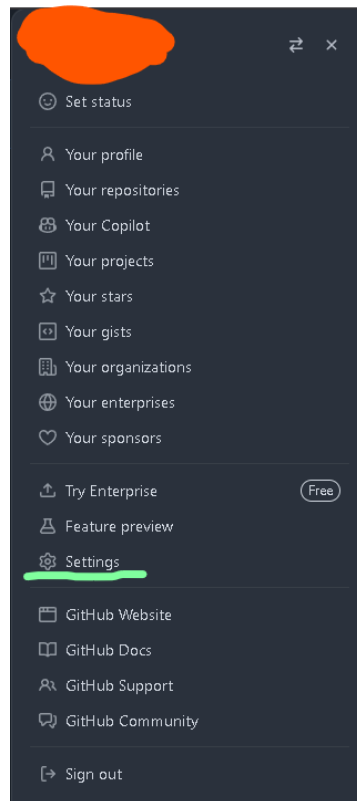 Set status
Your profile
Your repositories
Your Copilot
Your projects
Your stars
Your gists
Your organizations
Your enterprises
Your sponsors
Try Enterprise Free
Feature preview
Settings
GitHub Website
GitHub Docs
GitHub Support
GitHub Community
Sign out